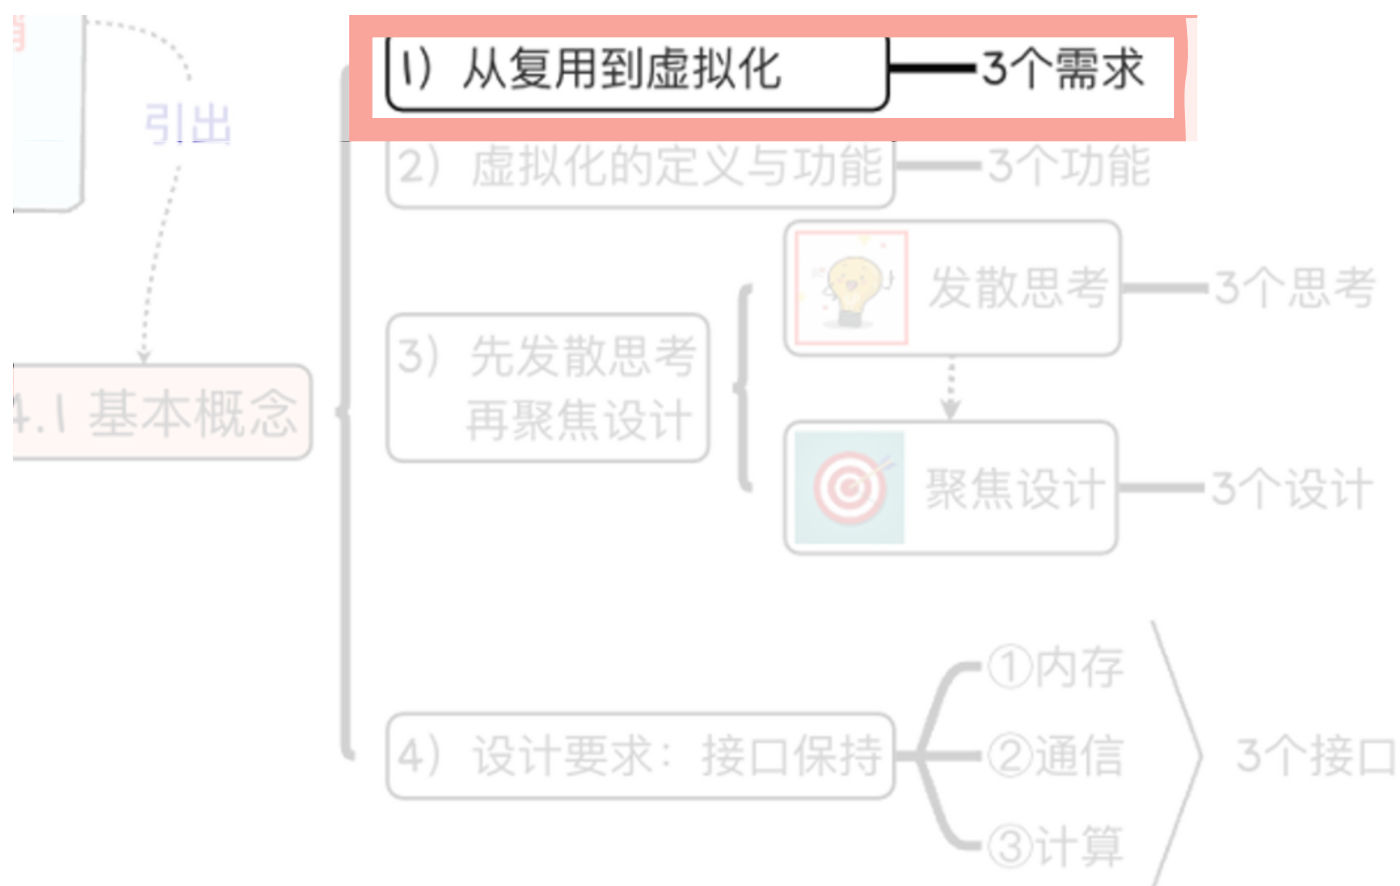 1) 从复用到虚拟化
3个需求
引出
2) 虚拟化的定义与功能
3个功能
发散思考
3个思考
3) 先发散思考
再聚焦设计
4.1 基本概念
聚焦设计
3个设计
①内存
4) 设计要求：接口保持
②通信
3个接口
③计算